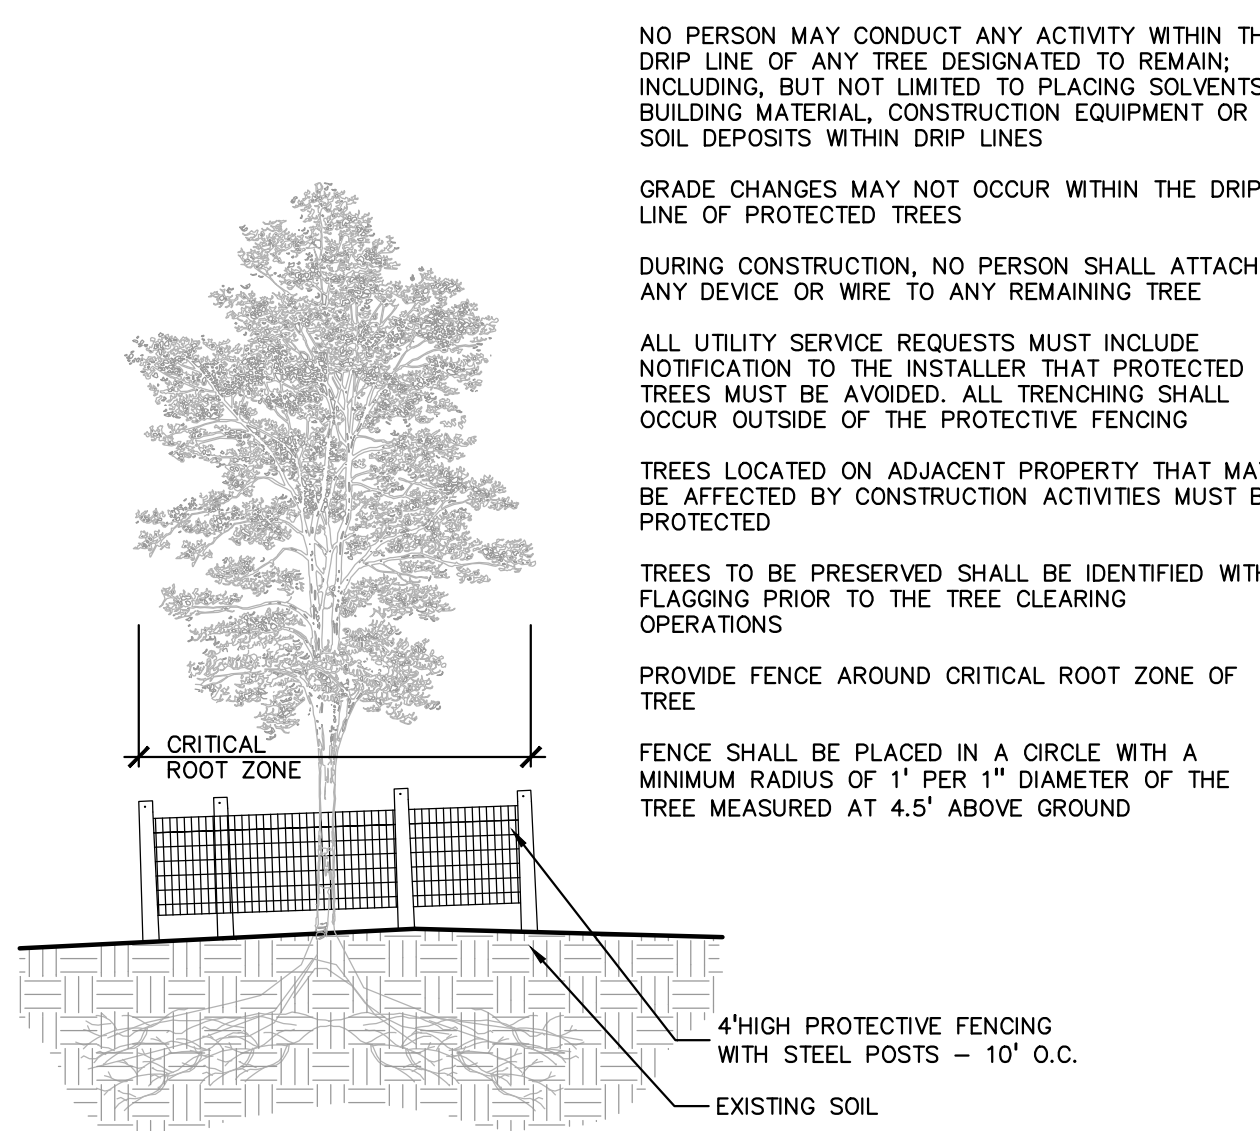 NO PERSON MAY CONDUCT ANY ACTIVITY WITHIN TH
DRIP LINE OF ANY TREE DESIGNATED TO REMAIN;
INCLUDING, BUT NOT LIMITED TO PLACING SOLVENTS
BUILDING MATERIAL, CONSTRUCTION EQUIPMENT OR
SOIL DEPOSITS WITHIN DRIP LINES
GRADE CHANGES MAY NOT OCCUR WITHIN THE DRIP
LINE OF PROTECTED TREES
DURING CONSTRUCTION, NO PERSON SHALL ATTACH
ANY DEVICE OR WIRE TO ANY REMAINING TREE
ALL UTILITY SERVICE REQUESTS MUST INCLUDE
NOTIFICATION TO THE INSTALLER THAT PROTECTED
TREES MUST BE AVOIDED. ALL TRENCHING SHALL
OCCUR OUTSIDE OF THE PROTECTIVE FENCING
TREES LOCATED ON ADJACENT PROPERTY THAT MAY
BE AFFECTED BY CONSTRUCTION ACTIVITIES MUST B
PROTECTED
TREES TO BE PRESERVED SHALL BE IDENTIFIED WITH
FLAGGING PRIOR TO THE TREE CLEARING
OPERATIONS
PROVIDE FENCE AROUND CRITICAL ROOT ZONE OF
TREE
FENCE SHALL BE PLACED IN A CIRCLE WITH A
MINIMUM RADIUS OF 1' PER 1" DIAMETER OF THE
TREE MEASURED AT 4.5' ABOVE GROUND
CRITICAL
ROOT ZONE
4'HIGH PROTECTIVE FENCING
WITH STEEL POSTS – 10' O.C.
EXISTING SOIL